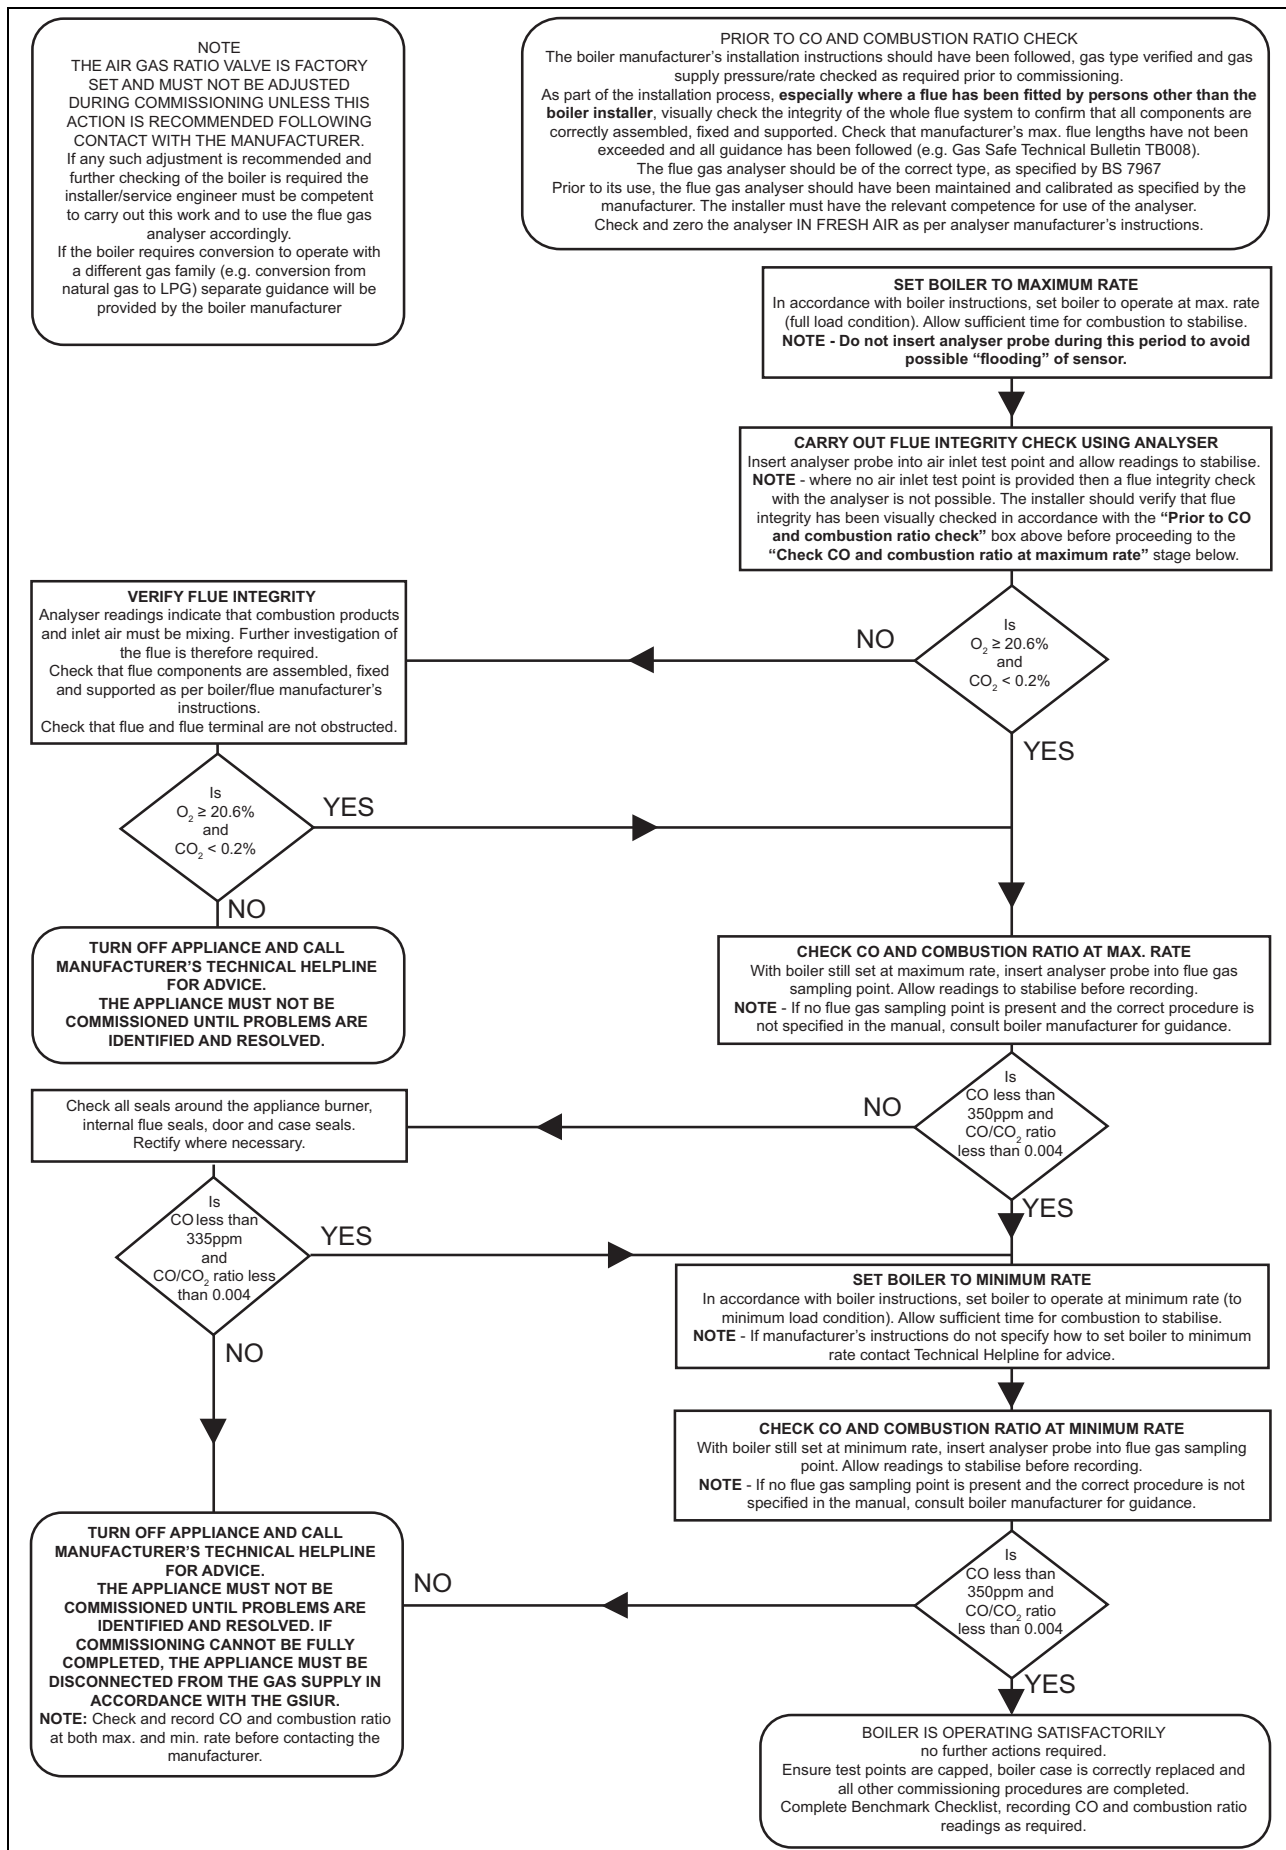 NOTE
THE AIR GAS RATIO VALVE IS FACTORY
SET AND MUST NOT BE ADJUSTED
DURING COMMISSIONING UNLESS THIS
ACTION IS RECOMMENDED FOLLOWING
CONTACT WITH THE MANUFACTURER.
If any such adjustment is recommended and
further checking of the boiler is required the
installer/service engineer must be competent
to carry out this work and to use the flue gas
analyser accordingly.
If the boiler requires conversion to operate with
a different gas family (e.g. conversion from
natural gas to LPG) separate guidance will be
provided by the boiler manufacturer
PRIOR TO CO AND COMBUSTION RATIO CHECK
The boiler manufacturer's installation instructions should have been followed, gas type verified and gas
supply pressure/rate checked as required prior to commissioning.
As part of the installation process, especially where a flue has been fitted by persons other than the
boiler installer, visually check the integrity of the whole flue system to confirm that all components are
correctly assembled, fixed and supported. Check that manufacturer's max. flue lengths have not been
exceeded and all guidance has been followed (e.g. Gas Safe Technical Bulletin TB008).
The flue gas analyser should be of the correct type, as specified by BS 7967
Prior to its use, the flue gas analyser should have been maintained and calibrated as specified by the
manufacturer. The installer must have the relevant competence for use of the analyser.
Check and zero the analyser IN FRESH AIR as per analyser manufacturer's instructions.
SET BOILER TO MAXIMUM RATE
In accordance with boiler instructions, set boiler to operate at max. rate
(full load condition). Allow sufficient time for combustion to stabilise.
NOTE - Do not insert analyser probe during this period to avoid
possible “flooding” of sensor.
CARRY OUT FLUE INTEGRITY CHECK USING ANALYSER
Insert analyser probe into air inlet test point and allow readings to stabilise.
NOTE - where no air inlet test point is provided then a flue integrity check
with the analyser is not possible. The installer should verify that flue
integrity has been visually checked in accordance with the “Prior to CO
and combustion ratio check” box above before proceeding to the
“Check CO and combustion ratio at maximum rate” stage below.
Is
O₂ ≥ 20.6%
and
CO₂ < 0.2%
NO
YES
VERIFY FLUE INTEGRITY
Analyser readings indicate that combustion products
and inlet air must be mixing. Further investigation of
the flue is therefore required.
Check that flue components are assembled, fixed
and supported as per boiler/flue manufacturer's
instructions.
Check that flue and flue terminal are not obstructed.
Is
O₂ ≥ 20.6%
and
CO₂ < 0.2%
YES
NO
TURN OFF APPLIANCE AND CALL
MANUFACTURER'S TECHNICAL HELPLINE
FOR ADVICE.
THE APPLIANCE MUST NOT BE
COMMISSIONED UNTIL PROBLEMS ARE
IDENTIFIED AND RESOLVED.
CHECK CO AND COMBUSTION RATIO AT MAX. RATE
With boiler still set at maximum rate, insert analyser probe into flue gas
sampling point. Allow readings to stabilise before recording.
NOTE - If no flue gas sampling point is present and the correct procedure is
not specified in the manual, consult boiler manufacturer for guidance.
Is
CO less than
350ppm and
CO/CO₂ ratio
less than 0.004
NO
YES
Check all seals around the appliance burner,
internal flue seals, door and case seals.
Rectify where necessary.
Is
CO less than
335ppm
and
CO/CO₂ ratio less
than 0.004
YES
NO
SET BOILER TO MINIMUM RATE
In accordance with boiler instructions, set boiler to operate at minimum rate (to
minimum load condition). Allow sufficient time for combustion to stabilise.
NOTE - If manufacturer's instructions do not specify how to set boiler to minimum
rate contact Technical Helpline for advice.
CHECK CO AND COMBUSTION RATIO AT MINIMUM RATE
With boiler still set at minimum rate, insert analyser probe into flue gas sampling
point. Allow readings to stabilise before recording.
NOTE - If no flue gas sampling point is present and the correct procedure is not
specified in the manual, consult boiler manufacturer for guidance.
Is
CO less than
350ppm and
CO/CO₂ ratio
less than 0.004
NO
YES
TURN OFF APPLIANCE AND CALL
MANUFACTURER'S TECHNICAL HELPLINE
FOR ADVICE.
THE APPLIANCE MUST NOT BE
COMMISSIONED UNTIL PROBLEMS ARE
IDENTIFIED AND RESOLVED. IF
COMMISSIONING CANNOT BE FULLY
COMPLETED, THE APPLIANCE MUST BE
DISCONNECTED FROM THE GAS SUPPLY IN
ACCORDANCE WITH THE GSIUR.
NOTE: Check and record CO and combustion ratio
at both max. and min. rate before contacting the
manufacturer.
BOILER IS OPERATING SATISFACTORILY
no further actions required.
Ensure test points are capped, boiler case is correctly replaced and
all other commissioning procedures are completed.
Complete Benchmark Checklist, recording CO and combustion ratio
readings as required.